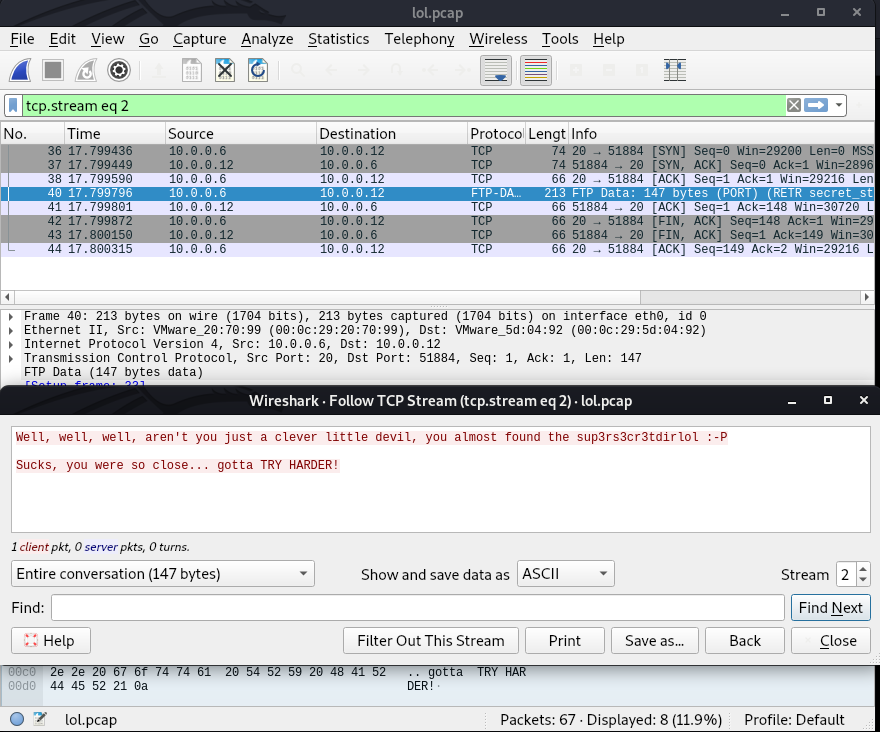 lol.pcap
File Edit View Go Capture Analyze Statistics Telephony Wireless Tools Help
tcp.stream eq 2
No. Time Source Destination Protocol Lengt Info
36 17.799436 10.0.0.6 10.0.0.12 TCP 74 20 → 51884 [SYN] Seq=0 Win=29200 Len=0 MSS
37 17.799449 10.0.0.12 10.0.0.6 TCP 74 51884 → 20 [SYN, ACK] Seq=0 Ack=1 Win=2896
38 17.799590 10.0.0.6 10.0.0.12 TCP 66 20 → 51884 [ACK] Seq=1 Ack=1 Win=29216 Len
40 17.799796 10.0.0.6 10.0.0.12 FTP-DA… 213 FTP Data: 147 bytes (PORT) (RETR secret_st
41 17.799801 10.0.0.12 10.0.0.6 TCP 66 51884 → 20 [ACK] Seq=1 Ack=148 Win=30720 L
42 17.799872 10.0.0.6 10.0.0.12 TCP 66 20 → 51884 [FIN, ACK] Seq=148 Ack=1 Win=29
43 17.800150 10.0.0.12 10.0.0.6 TCP 66 51884 → 20 [FIN, ACK] Seq=1 Ack=149 Win=30
44 17.800315 10.0.0.6 10.0.0.12 TCP 66 20 → 51884 [ACK] Seq=149 Ack=2 Win=29216 L
Frame 40: 213 bytes on wire (1704 bits), 213 bytes captured (1704 bits) on interface eth0, id 0
Ethernet II, Src: VMware_20:70:99 (00:0c:29:20:70:99), Dst: VMware_5d:04:92 (00:0c:29:5d:04:92)
Internet Protocol Version 4, Src: 10.0.0.6, Dst: 10.0.0.12
Transmission Control Protocol, Src Port: 20, Dst Port: 51884, Seq: 1, Ack: 1, Len: 147
FTP Data (147 bytes data)
[Setup frame: 33]
Wireshark · Follow TCP Stream (tcp.stream eq 2) · lol.pcap
Well, well, well, aren't you just a clever little devil, you almost found the sup3rs3cr3tdirlol :-P
Sucks, you were so close... gotta TRY HARDER!
1 client pkt, 0 server pkts, 0 turns.
Entire conversation (147 bytes) Show and save data as ASCII Stream 2
Find: Find Next
Help Filter Out This Stream Print Save as... Back Close
00c0 2e 2e 20 67 6f 74 74 61 20 54 52 59 20 48 41 52 .. gotta TRY HAR
00d0 44 45 52 21 0a DER!·
lol.pcap Packets: 67 · Displayed: 8 (11.9%) Profile: Default